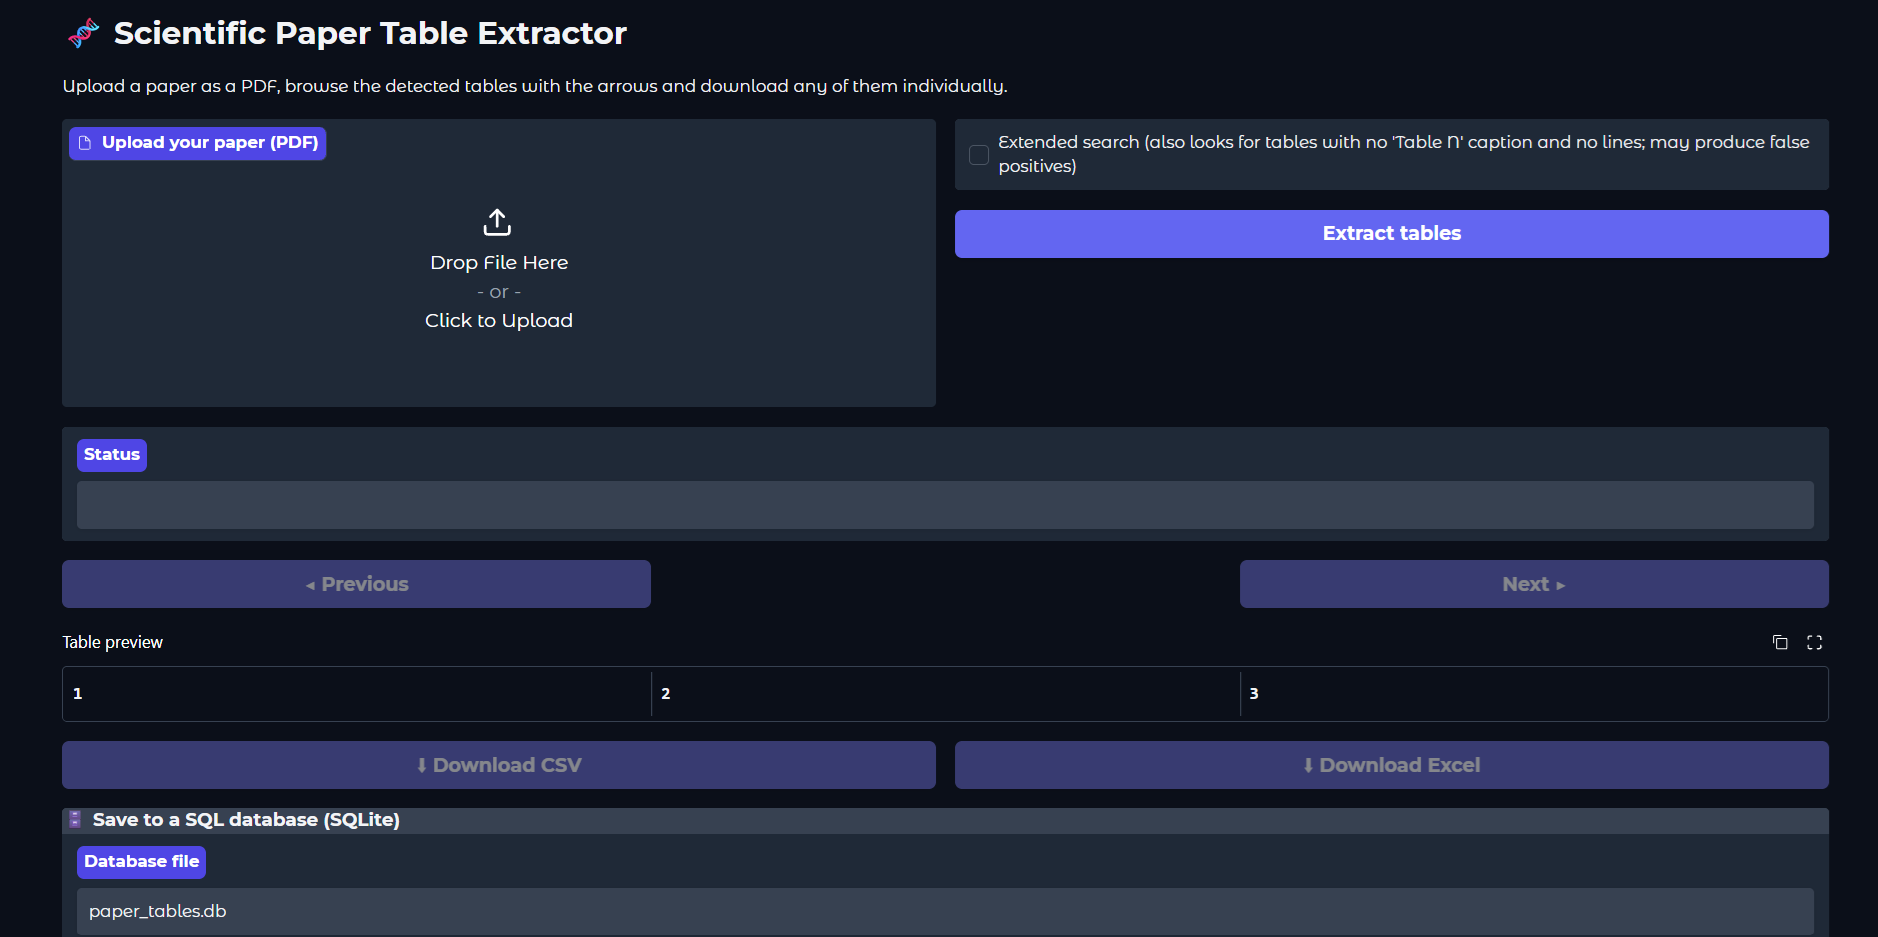 Scientific Paper Table Extractor
Upload a paper as a PDF, browse the detected tables with the arrows and download any of them individually.
Upload your paper (PDF)
Drop File Here
- or -
Click to Upload
Extended search (also looks for tables with no 'Table N' caption and no lines; may produce false
positives)
Extract tables
Status
◂ Previous
Next ▸
Table preview
1
2
3
⬇ Download CSV
⬇ Download Excel
Save to a SQL database (SQLite)
Database file
paper_tables.db